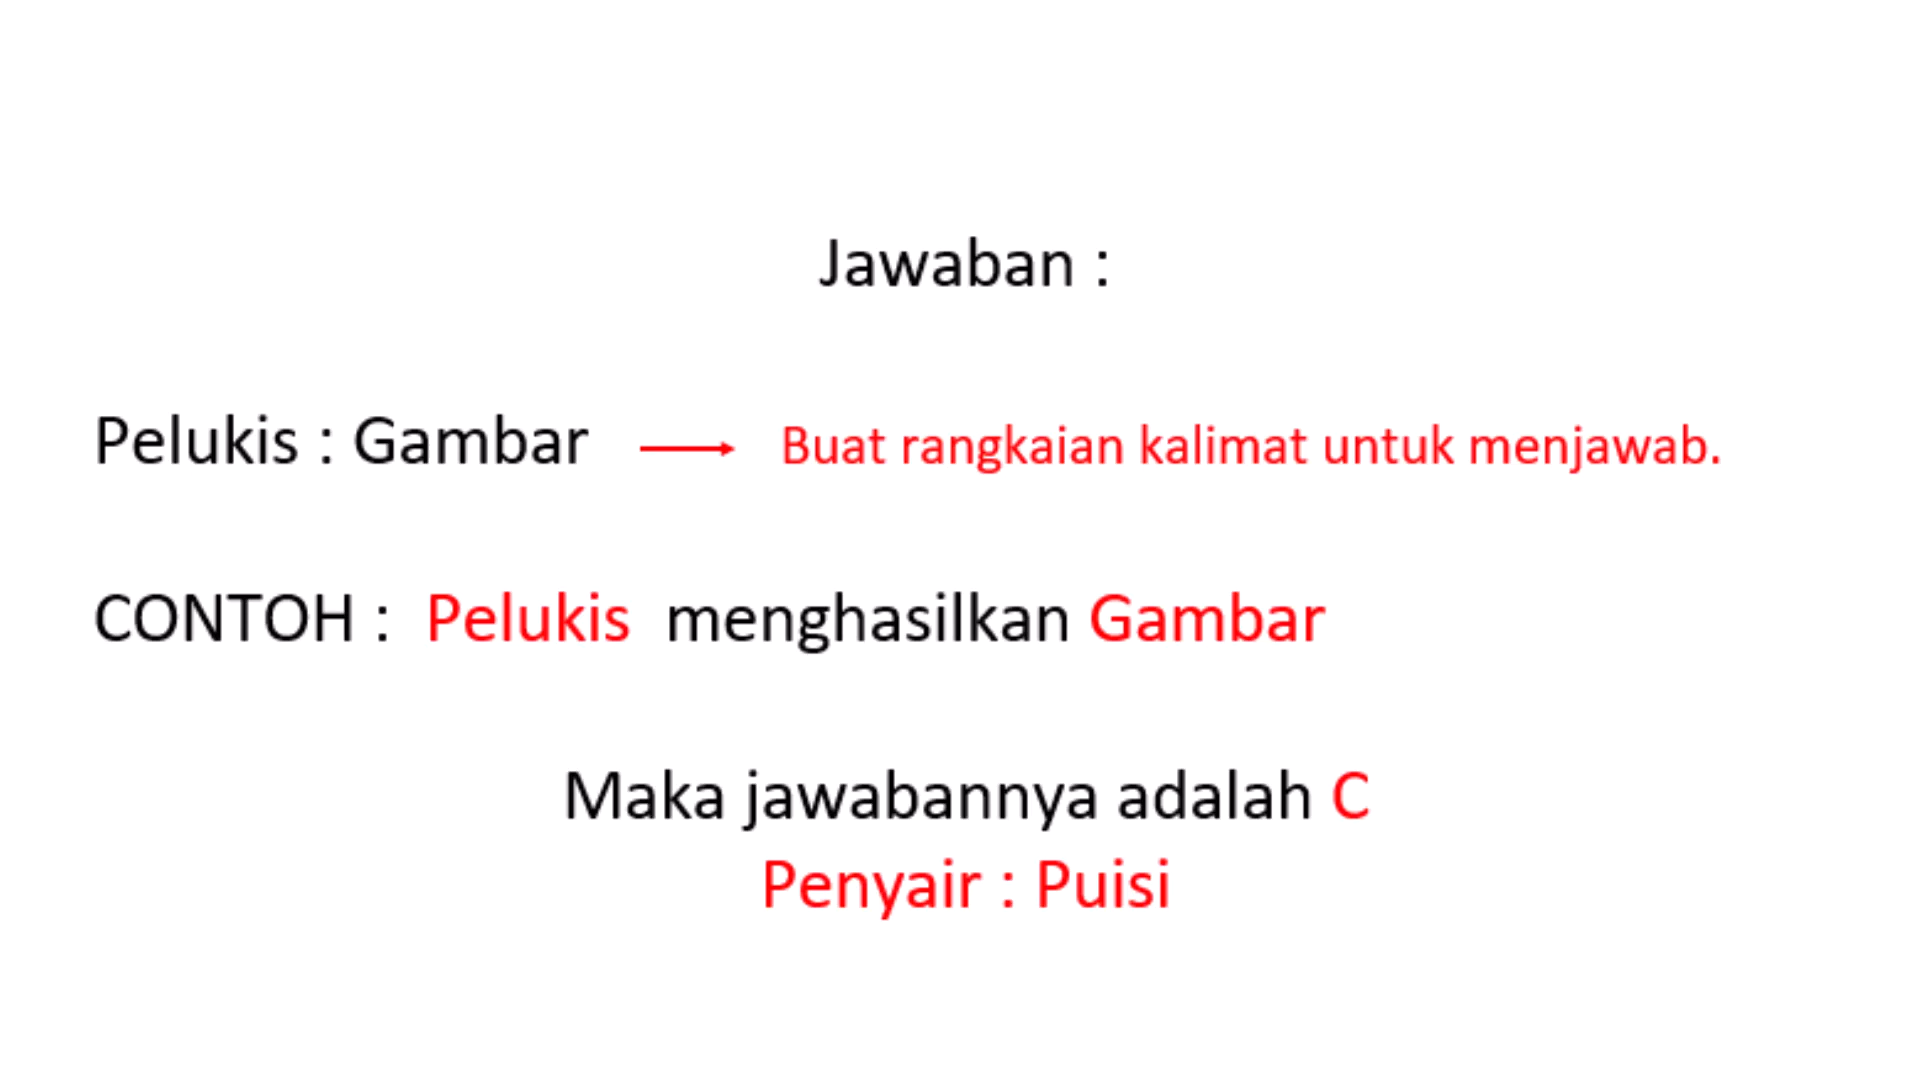 Jawaban :
Pelukis : Gambar → Buat rangkaian kalimat untuk menjawab.
CONTOH : Pelukis menghasilkan Gambar
Maka jawabannya adalah C
Penyair : Puisi